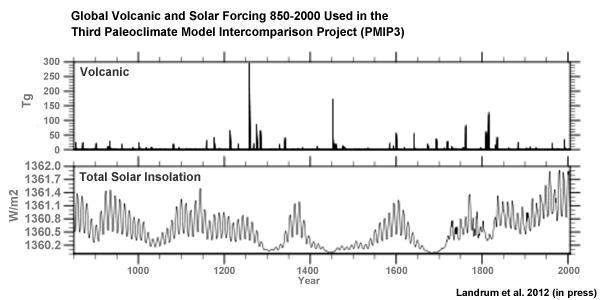 Global Volcanic and Solar Forcing 850-2000 Used in the
Third Paleoclimate Model Intercomparison Project (PMIP3)
Volcanic
Tg
300
250
200
150
100
50
0
Total Solar Insolation
W/m2
1362.0
1361.7
1361.4
1361.1
1360.8
1360.5
1360.2
1000 1200 1400 1600 1800 2000
Year
Landrum et al. 2012 (in press)